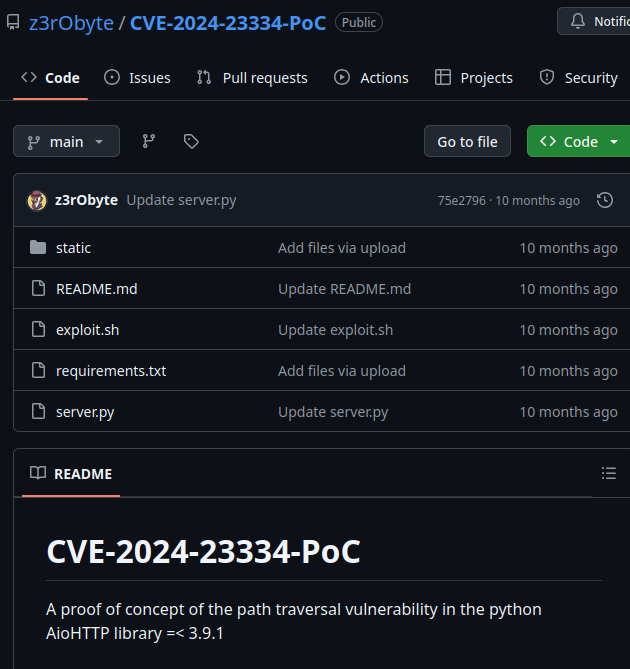 z3rObyte / CVE-2024-23334-PoC Public Notific
Code Issues Pull requests Actions Projects Security
main Go to file Code
z3rObyte Update server.py 75e2796 · 10 months ago
static Add files via upload 10 months ago
README.md Update README.md 10 months ago
exploit.sh Update exploit.sh 10 months ago
requirements.txt Add files via upload 10 months ago
server.py Update server.py 10 months ago
README
CVE-2024-23334-PoC
A proof of concept of the path traversal vulnerability in the python
AioHTTP library =< 3.9.1